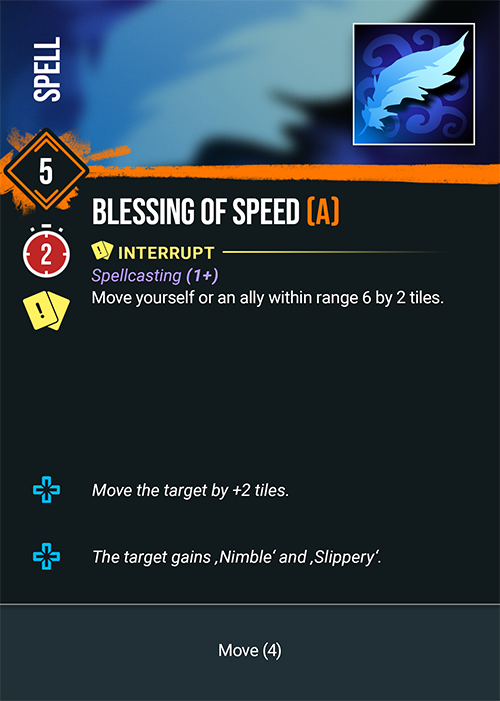 SPELL
5
BLESSING OF SPEED (A)
2
! INTERRUPT
Spellcasting (1+)
!
Move yourself or an ally within range 6 by 2 tiles.
Move the target by +2 tiles.
The target gains ‚Nimble‘ and ‚Slippery‘.
Move (4)